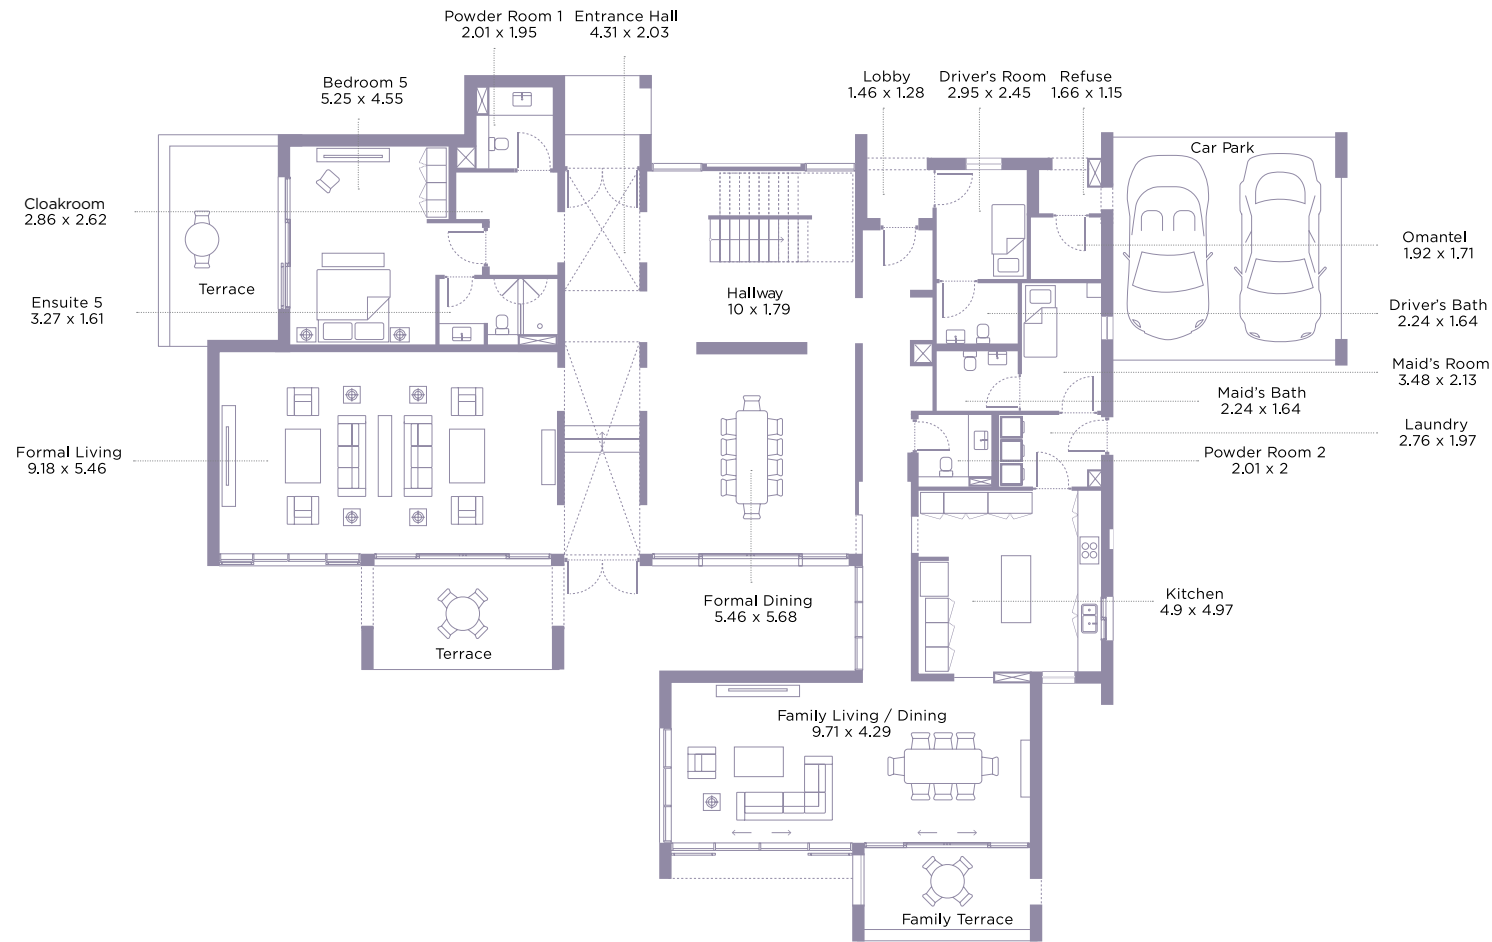 Powder Room 1
2.01 x 1.95
Entrance Hall
4.31 x 2.03
Bedroom 5
5.25 x 4.55
Lobby
1.46 x 1.28
Driver's Room
2.95 x 2.45
Refuse
1.66 x 1.15
Car Park
Cloakroom
2.86 x 2.62
Omantel
1.92 x 1.71
Terrace
Ensuite 5
3.27 x 1.61
Hallway
10 x 1.79
Driver's Bath
2.24 x 1.64
Maid's Room
3.48 x 2.13
Maid's Bath
2.24 x 1.64
Laundry
2.76 x 1.97
Formal Living
9.18 x 5.46
Powder Room 2
2.01 x 2
Formal Dining
5.46 x 5.68
Kitchen
4.9 x 4.97
Terrace
Family Living / Dining
9.71 x 4.29
Family Terrace